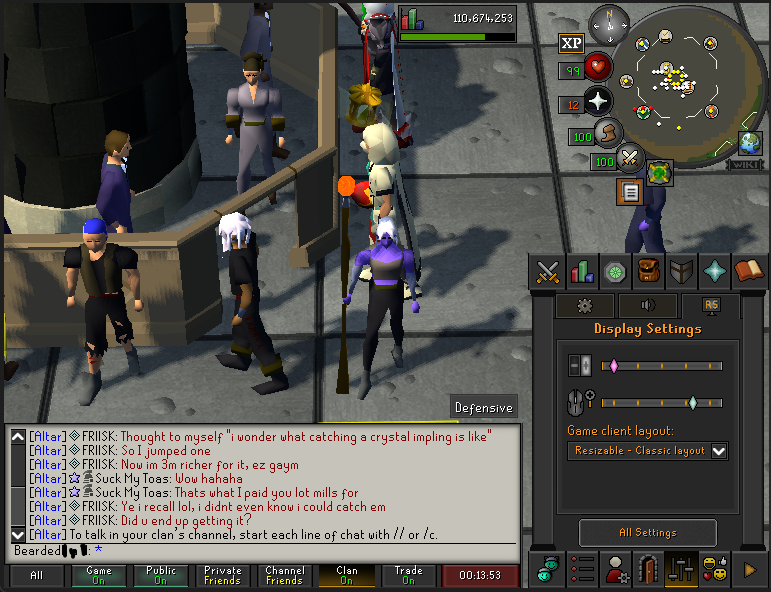 110,674,253
XP
99
12
100
100
WIKI
Defensive
Display Settings
Game client layout:
Resizable - Classic layout
All Settings
[Altar] FRIISK: Thought to myself "i wonder what catching a crystal impling is like"
[Altar] FRIISK: So I jumped one
[Altar] FRIISK: Now im 3m richer for it, ez gaym
[Altar] Suck My Toas: Wow hahaha
[Altar] Suck My Toas: Thats what I paid you lot mills for
[Altar] FRIISK: Ye i recall lol, i didnt even know i could catch em
[Altar] FRIISK: Did u end up getting it?
[Altar] To talk in your clan's channel, start each line of chat with // or /c.
Bearded : *
All
Game
On
Public
On
Private
Friends
Channel
Friends
Clan
On
Trade
On
00:13:53